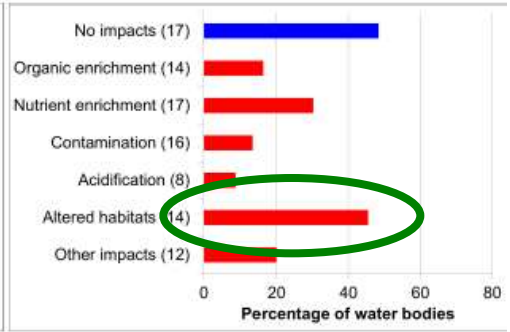 No impacts (17)
Organic enrichment (14)
Nutrient enrichment (17)
Contamination (16)
Acidification (8)
Altered habitats (14)
Other impacts (12)
0 20 40 60 80
Percentage of water bodies